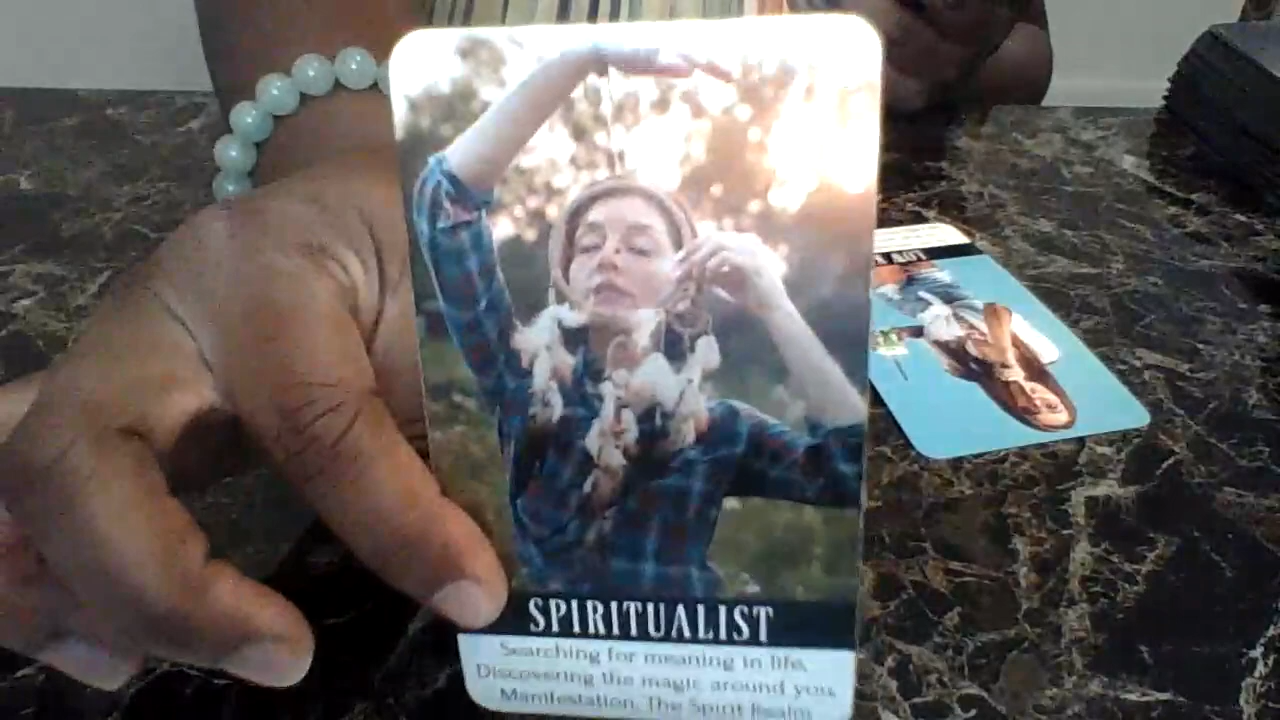 SPIRITUALIST
Searching for meaning in life,
Discovering the magic around you,
Manifestation, The Spirit Realm